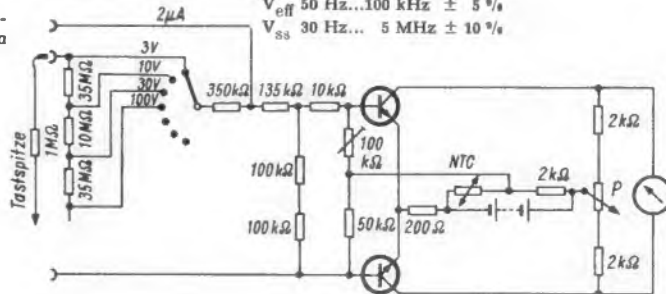 a
V_eff 50 Hz...100 kHz ± 5 %
V_ss 30 Hz... 5 MHz ± 10 %
2μA
3V
10V
30V
100V
35MΩ
10MΩ
35MΩ
1MΩ
Tastspitze
350kΩ
135kΩ
10kΩ
100 kΩ
100kΩ
100kΩ
50kΩ
NTC
200Ω
2kΩ
2kΩ
P
2kΩ